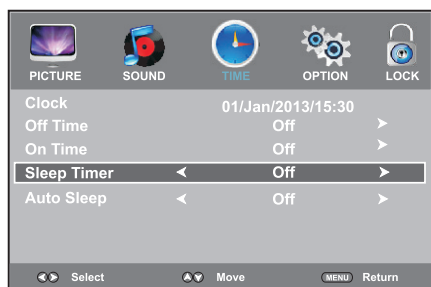 PICTURE SOUND TIME OPTION LOCK
Clock 01/Jan/2013/15:30
Off Time Off
On Time Off
Sleep Timer Off
Auto Sleep Off
Select Move MENU Return